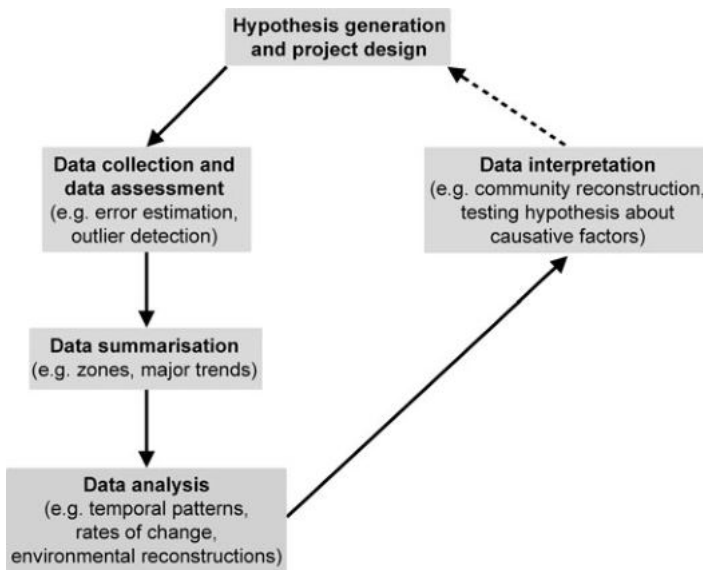 Hypothesis generation
and project design
Data collection and
data assessment
(e.g. error estimation,
outlier detection)
Data interpretation
(e.g. community reconstruction,
testing hypothesis about
causative factors)
Data summarisation
(e.g. zones, major trends)
Data analysis
(e.g. temporal patterns,
rates of change,
environmental reconstructions)